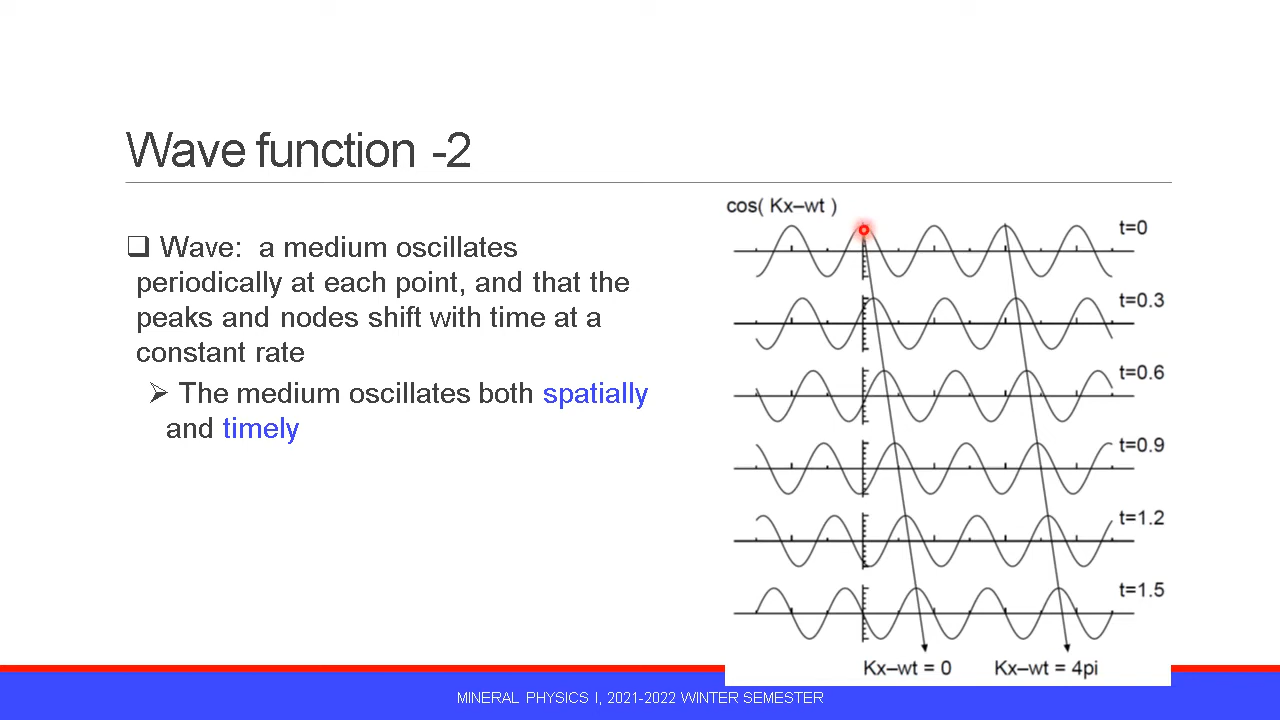 Wave function -2
Wave: a medium oscillates
periodically at each point, and that the
peaks and nodes shift with time at a
constant rate
The medium oscillates both spatially
and timely
cos( Kx–wt )
t=0
t=0.3
t=0.6
t=0.9
t=1.2
t=1.5
Kx–wt = 0
Kx–wt = 4pi
MINERAL PHYSICS I, 2021-2022 WINTER SEMESTER